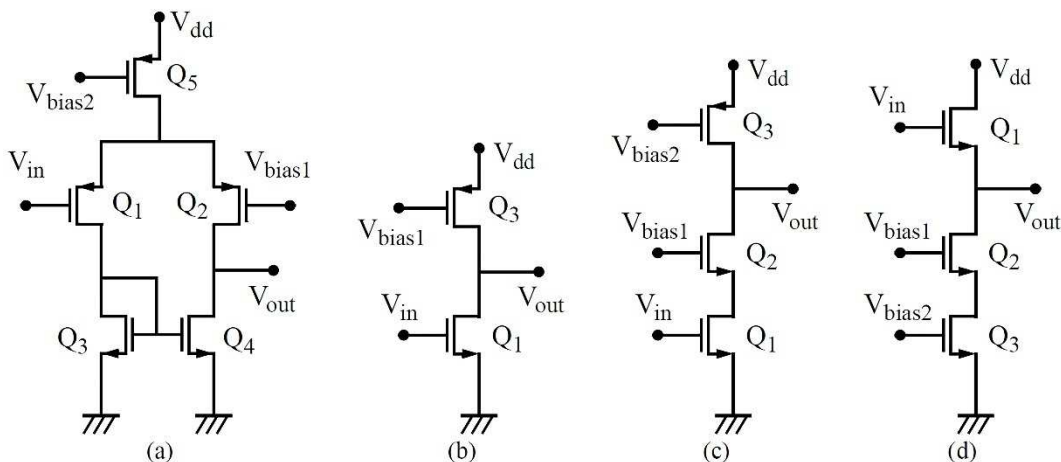 V_dd
Q_5
V_bias2
V_in
V_bias1
Q_1
Q_2
V_out
Q_3
Q_4
(a)
V_dd
Q_3
V_bias1
V_out
V_in
Q_1
(b)
V_dd
Q_3
V_bias2
V_out
V_bias1
Q_2
V_in
Q_1
(c)
V_dd
V_in
Q_1
V_out
V_bias1
Q_2
V_bias2
Q_3
(d)